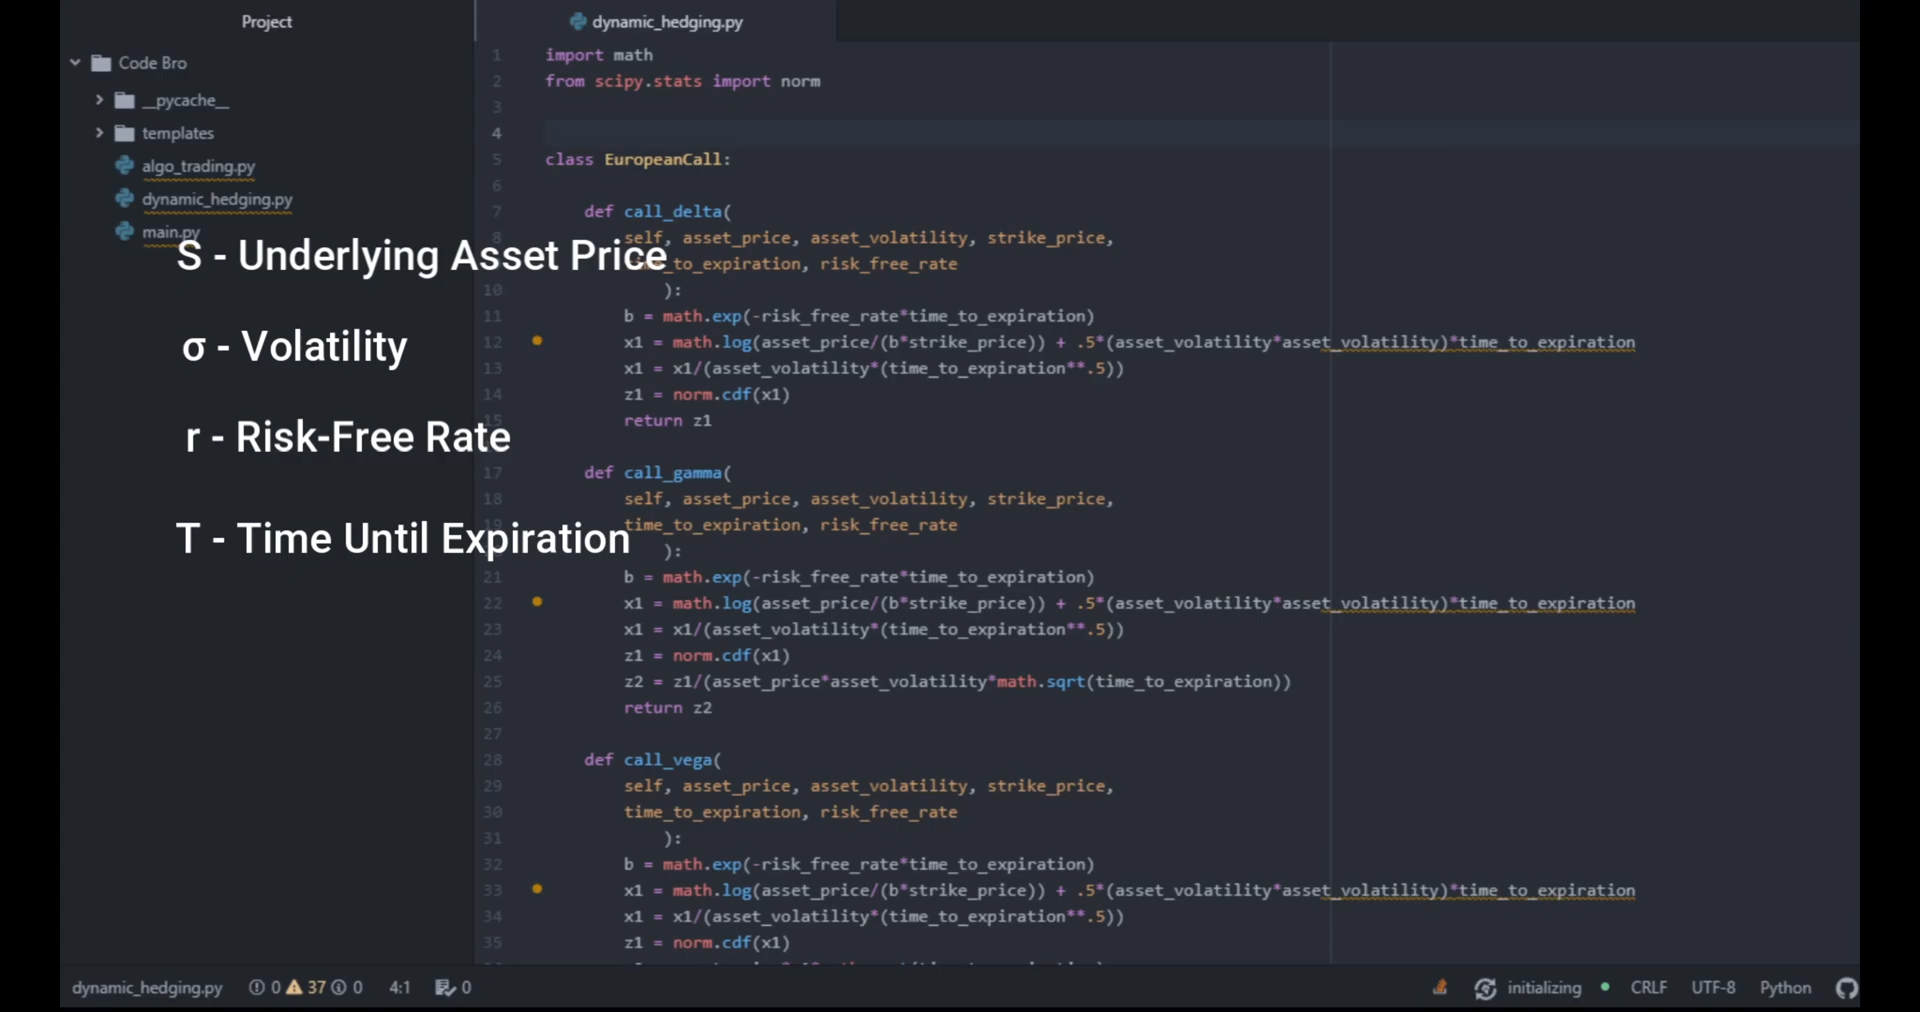 Project
dynamic_hedging.py
Code Bro
__pycache__
templates
algo_trading.py
dynamic_hedging.py
main.py
S - Underlying Asset Price
σ - Volatility
r - Risk-Free Rate
T - Time Until Expiration
1 import math
2 from scipy.stats import norm
3
4
5 class EuropeanCall:
6
7 def call_delta(
8 self, asset_price, asset_volatility, strike_price,
_to_expiration, risk_free_rate
10 ):
11 b = math.exp(-risk_free_rate*time_to_expiration)
12 x1 = math.log(asset_price/(b*strike_price)) + .5*(asset_volatility*asset_volatility)*time_to_expiration
13 x1 = x1/(asset_volatility*(time_to_expiration**.5))
14 z1 = norm.cdf(x1)
15 return z1
17 def call_gamma(
18 self, asset_price, asset_volatility, strike_price,
19 time_to_expiration, risk_free_rate
):
21 b = math.exp(-risk_free_rate*time_to_expiration)
22 x1 = math.log(asset_price/(b*strike_price)) + .5*(asset_volatility*asset_volatility)*time_to_expiration
23 x1 = x1/(asset_volatility*(time_to_expiration**.5))
24 z1 = norm.cdf(x1)
25 z2 = z1/(asset_price*asset_volatility*math.sqrt(time_to_expiration))
26 return z2
27
28 def call_vega(
29 self, asset_price, asset_volatility, strike_price,
30 time_to_expiration, risk_free_rate
31 ):
32 b = math.exp(-risk_free_rate*time_to_expiration)
33 x1 = math.log(asset_price/(b*strike_price)) + .5*(asset_volatility*asset_volatility)*time_to_expiration
34 x1 = x1/(asset_volatility*(time_to_expiration**.5))
35 z1 = norm.cdf(x1)
dynamic_hedging.py 0 37 0 4:1 0 initializing CRLF UTF-8 Python